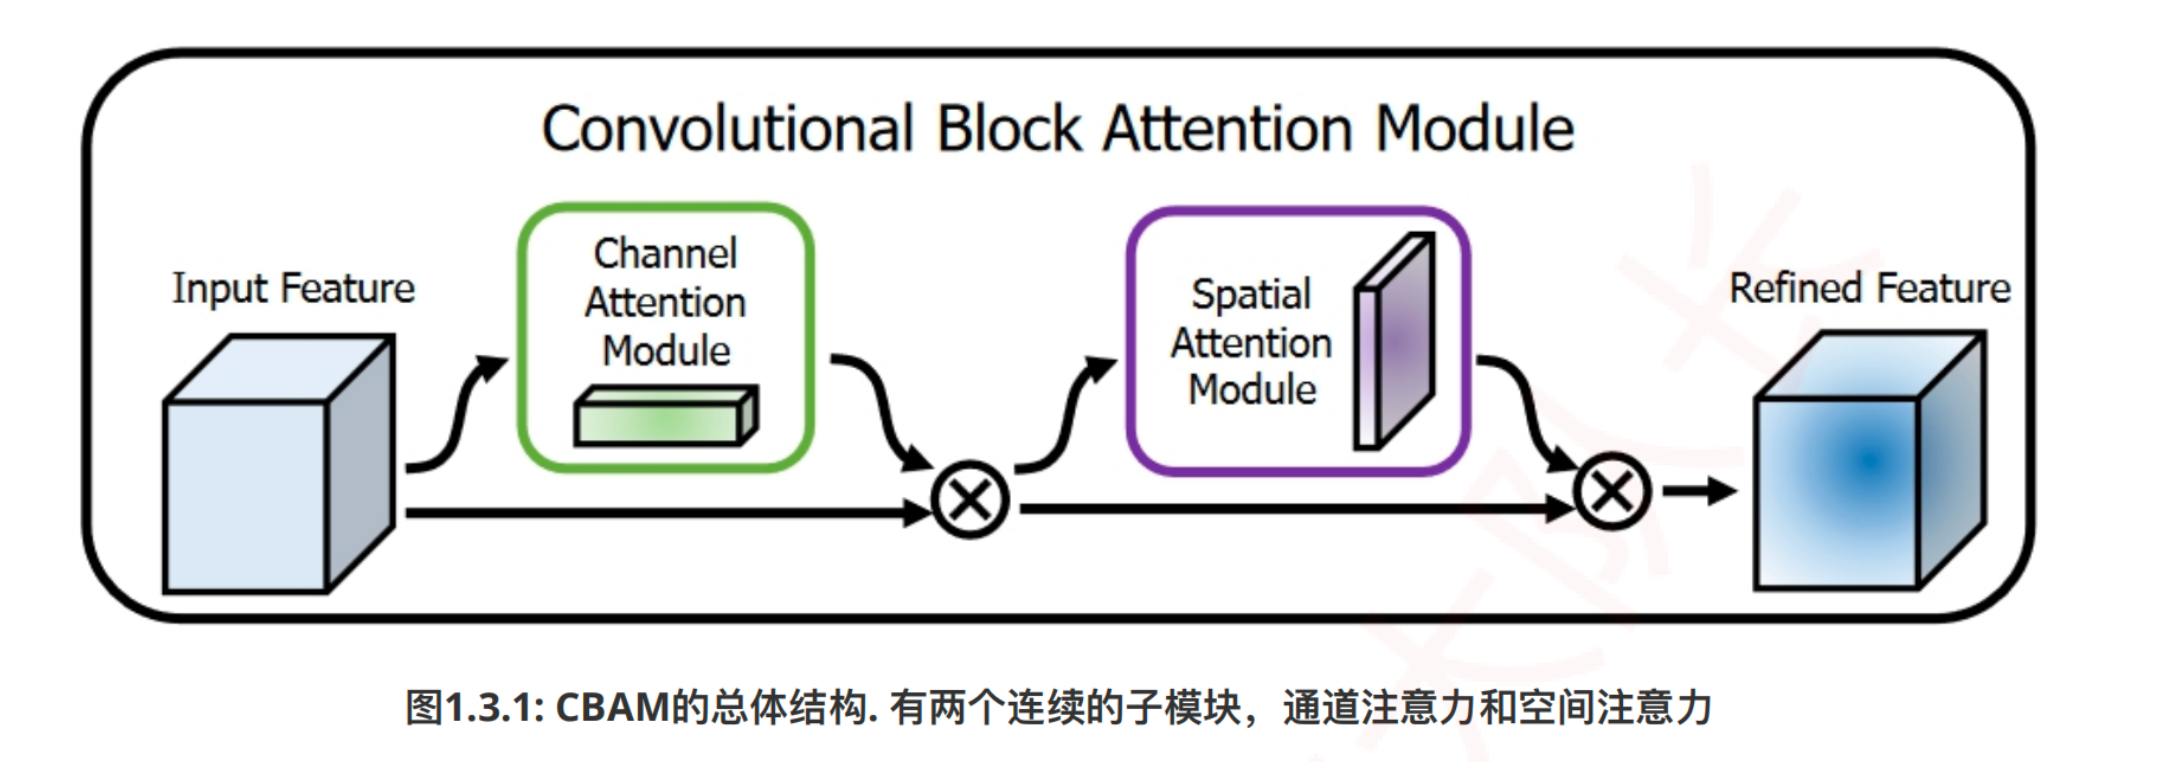 Convolutional Block Attention Module
Input Feature
Channel
Attention
Module
Spatial
Attention
Module
Refined Feature
图1.3.1: CBAM的总体结构. 有两个连续的子模块，通道注意力和空间注意力